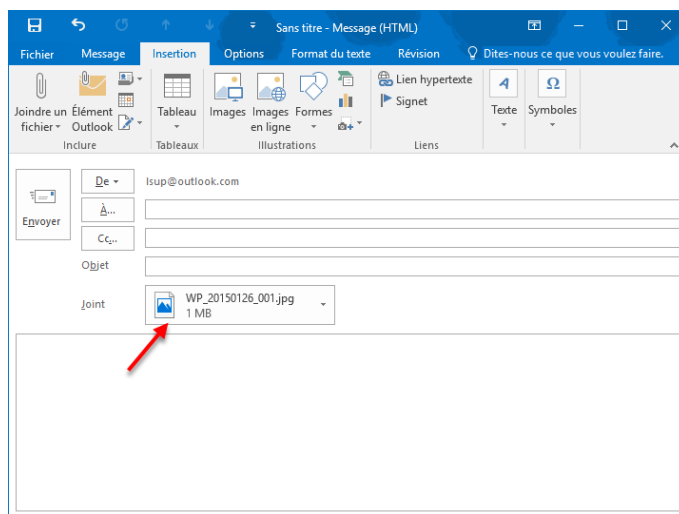 Sans titre - Message (HTML)
Fichier Message Insertion Options Format du texte Révision Dites-nous ce que vous voulez faire.
Joindre un fichier
Élément Outlook
Tableau
Images
Images en ligne
Formes
Lien hypertexte
Signet
Texte
Symboles
Inclure Tableaux Illustrations Liens
Envoyer
De lsup@outlook.com
À...
Cc...
Objet
Joint
WP_20150126_001.jpg
1 MB